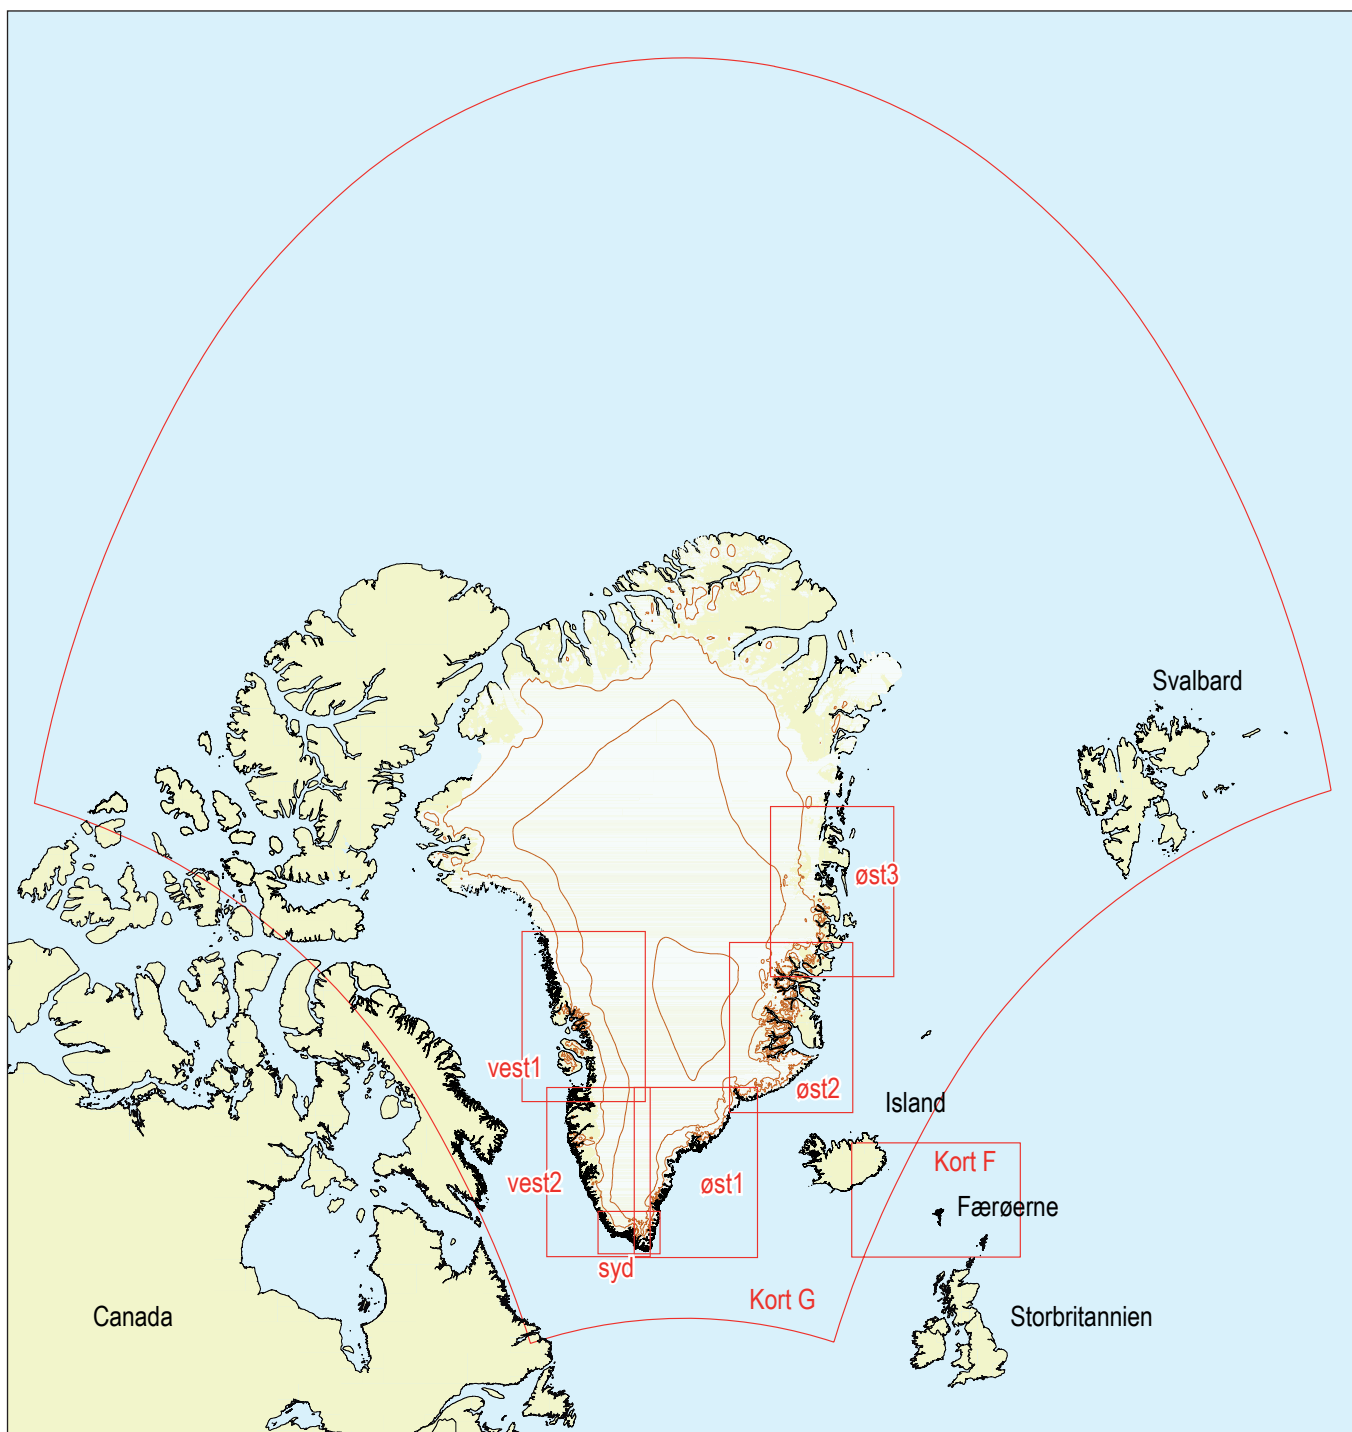 Svalbard
øst3
vest1
øst2
Island
Kort F
vest2
øst1
Færøerne
syd
Kort G
Canada
Storbritannien